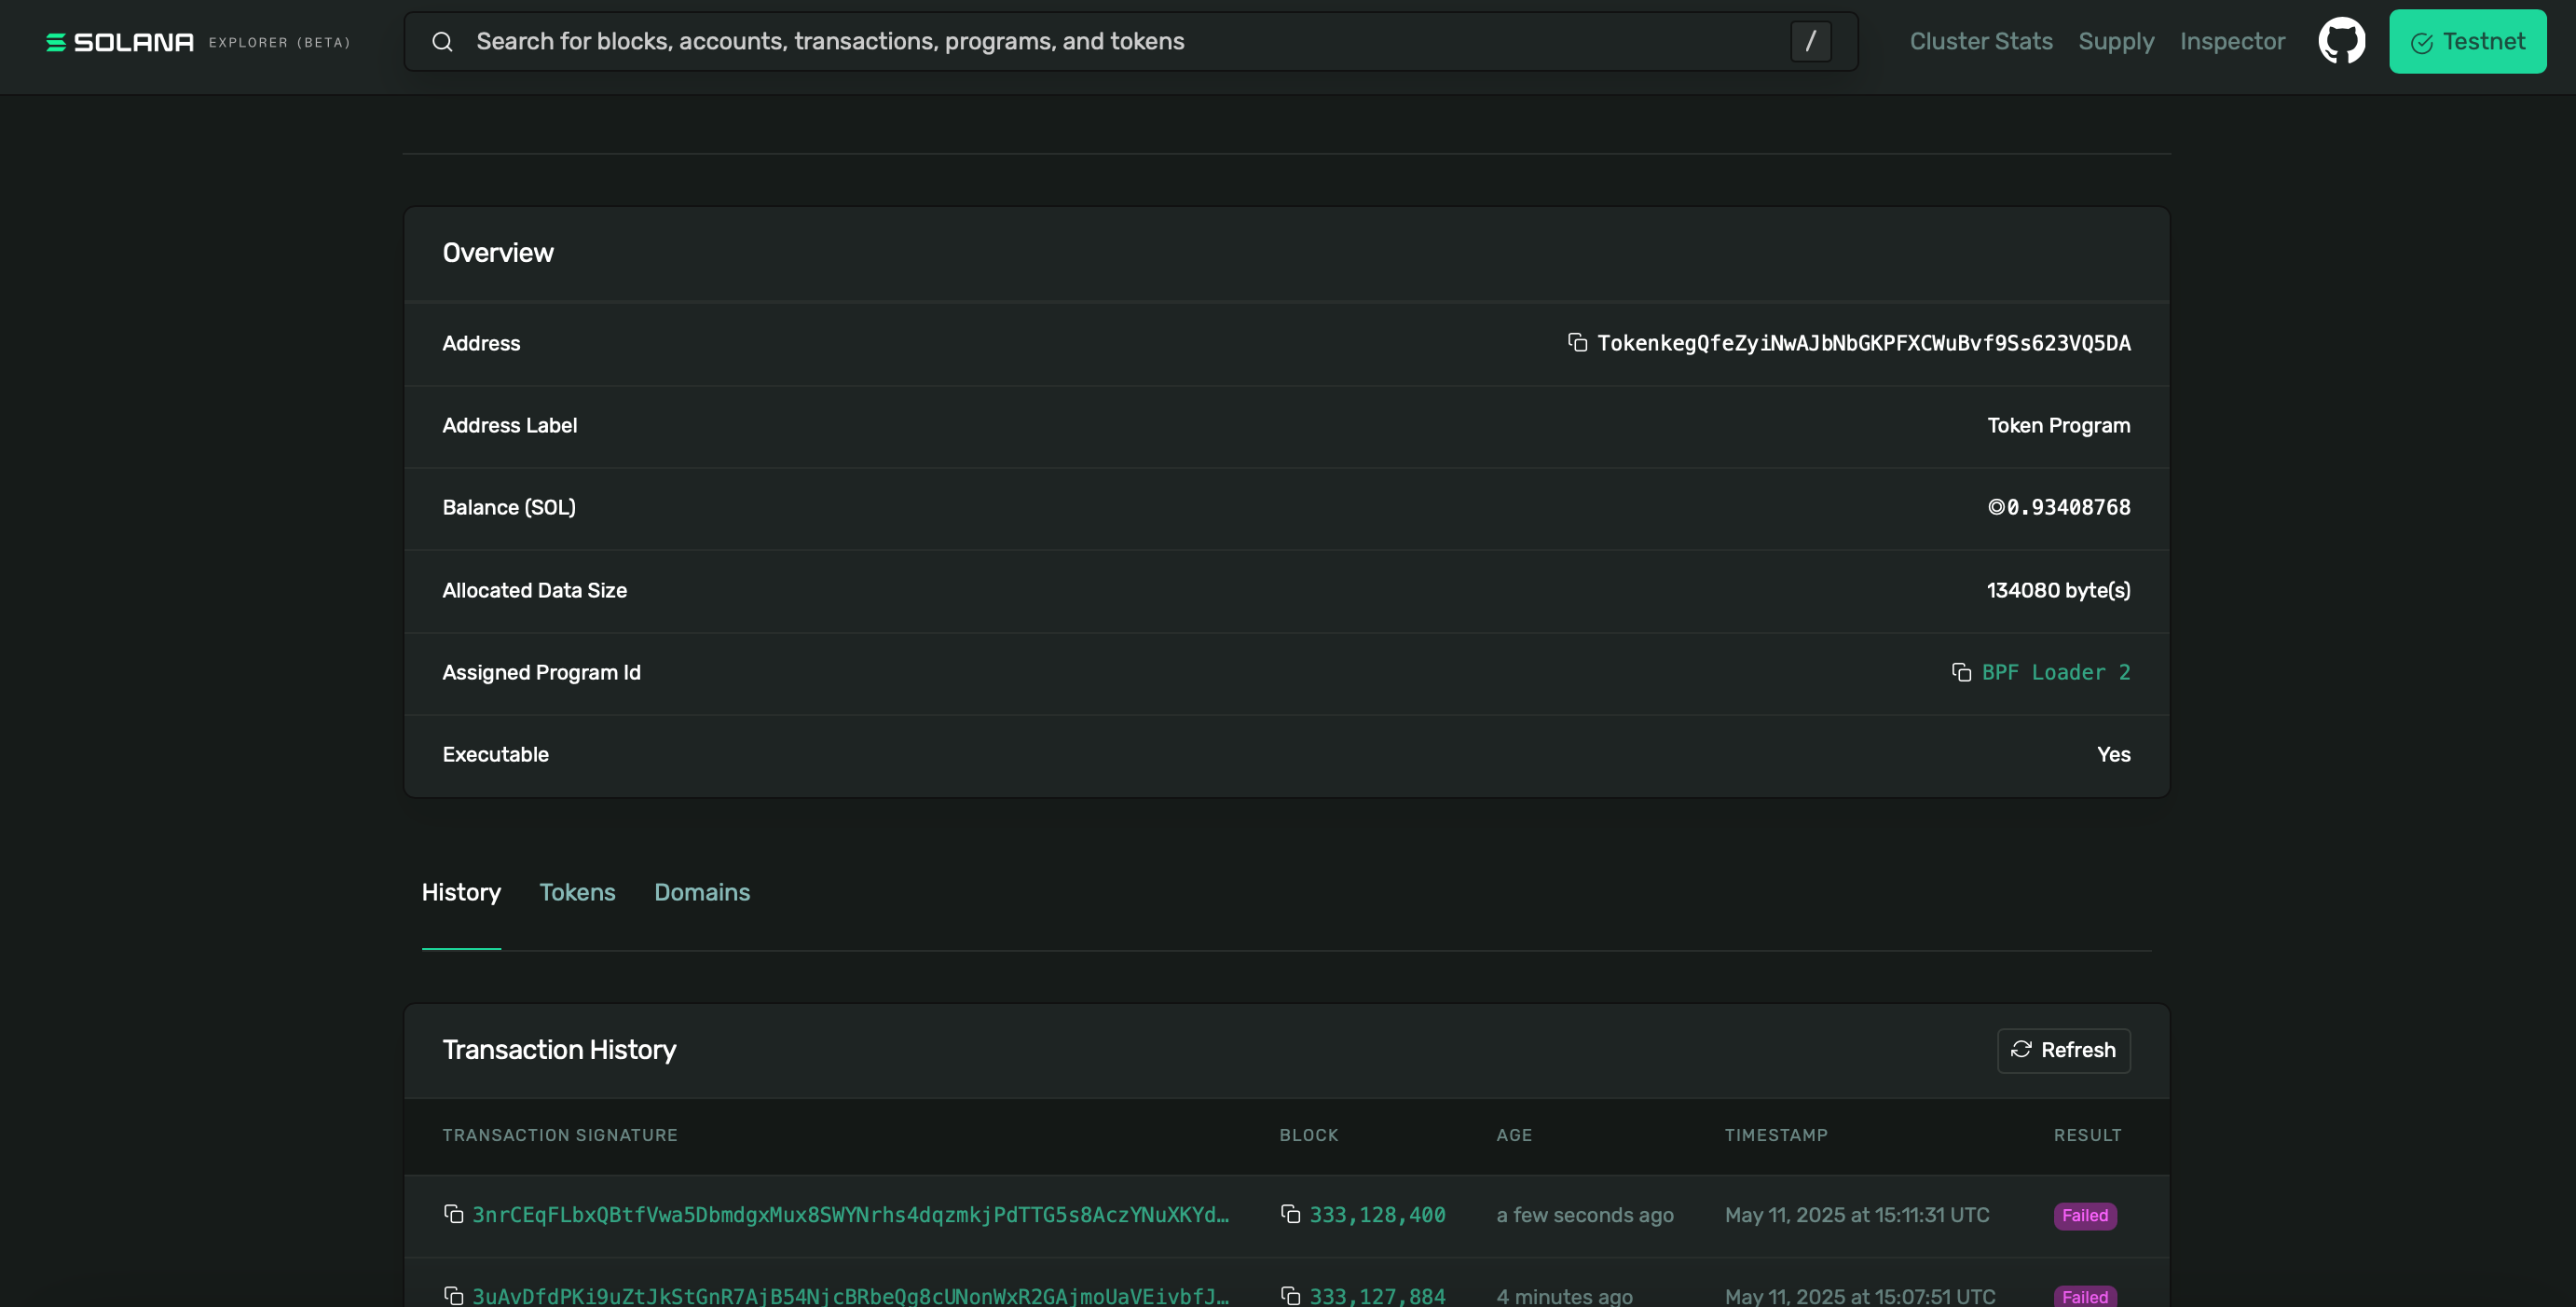 SOLANA EXPLORER (BETA) Search for blocks, accounts, transactions, programs, and tokens / Cluster Stats Supply Inspector Testnet
Overview
Address TokenkegQfeZyiNwAJbNbGKPFXCWuBvf9Ss623VQ5DA
Address Label Token Program
Balance (SOL) ◎0.93408768
Allocated Data Size 134080 byte(s)
Assigned Program Id BPF Loader 2
Executable Yes
History Tokens Domains
Transaction History Refresh
TRANSACTION SIGNATURE BLOCK AGE TIMESTAMP RESULT
3nrCEqFLbxQBtfVwa5DbmdgxMux8SWYNrhs4dqzmkjPdTTG5s8AczYNuXKYd… 333,128,400 a few seconds ago May 11, 2025 at 15:11:31 UTC Failed
3uAvDfdPKi9uZtJkStGnR7AjB54NjcBRbeQg8cUNonWxR2GAjmoUaVEivbfJ… 333,127,884 4 minutes ago May 11, 2025 at 15:07:51 UTC Failed